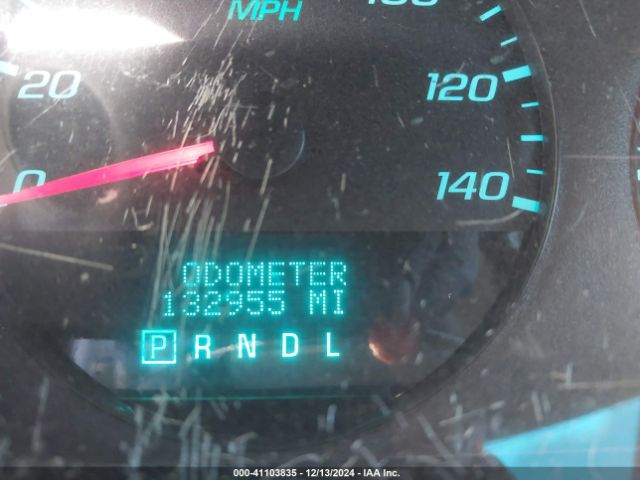 MPH
20
120
0
140
ODOMETER
132955 MI
P R N D L
000-41103835 - 12/13/2024 - IAA Inc.